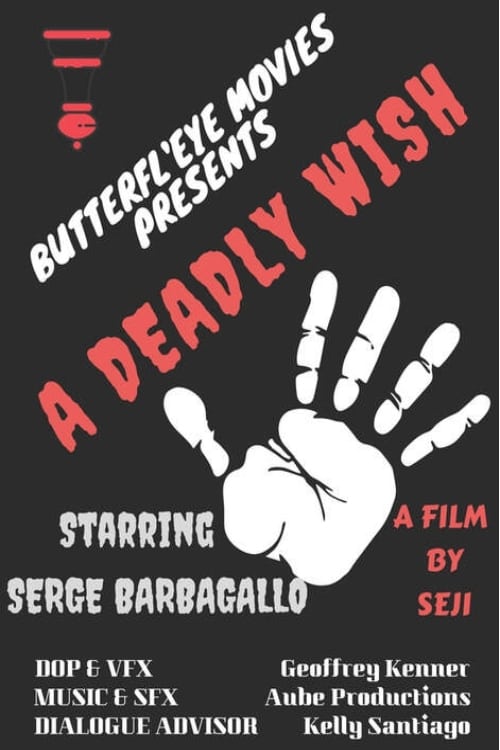 BUTTERFL'EYE MOVIES
PRESENTS
A DEADLY WISH
STARRING
SERGE BARBAGALLO
A FILM
BY
SEJI
DOP & VFX Geoffrey Kenner
MUSIC & SFX Aube Productions
DIALOGUE ADVISOR Kelly Santiago